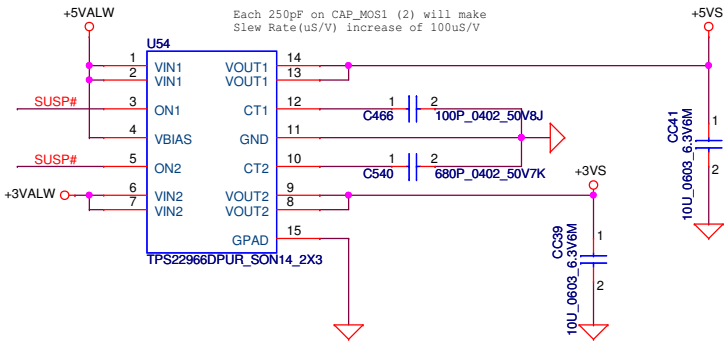 Each 250pF on CAP_MOS1 (2) will make
Slew Rate(uS/V) increase of 100uS/V
+5VALW
+5VS
U54
1 VIN1 VOUT1 14
2 VIN1 VOUT1 13
SUSP# 3 ON1 CT1 12
C466 1 2 100P_0402_50V8J
4 VBIAS GND 11
SUSP# 5 ON2 CT2 10
C540 1 2 680P_0402_50V7K
+3VALW 6 VIN2 VOUT2 9
7 VIN2 VOUT2 8
GPAD 15
TPS22966DPUR_SON14_2X3
+3VS
CC39
10U_0603_6.3V6M
1
2
CC41
10U_0603_6.3V6M
1
2